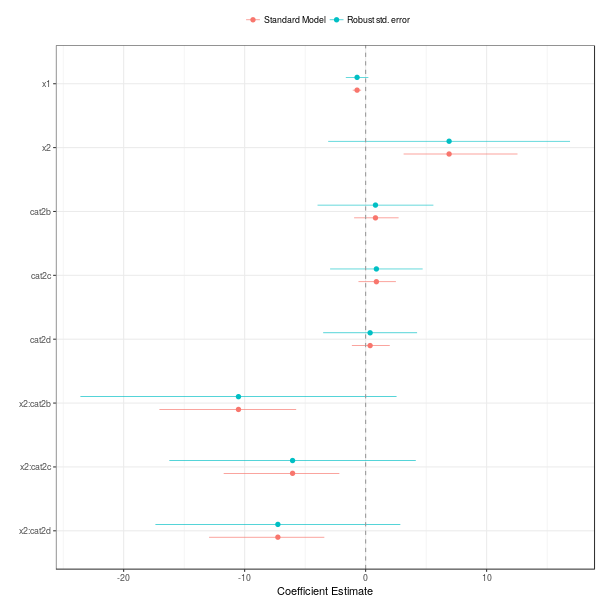 Standard Model Robust std. error
x1
x2
cat2b
cat2c
cat2d
x2:cat2b
x2:cat2c
x2:cat2d
-20 -10 0 10
Coefficient Estimate